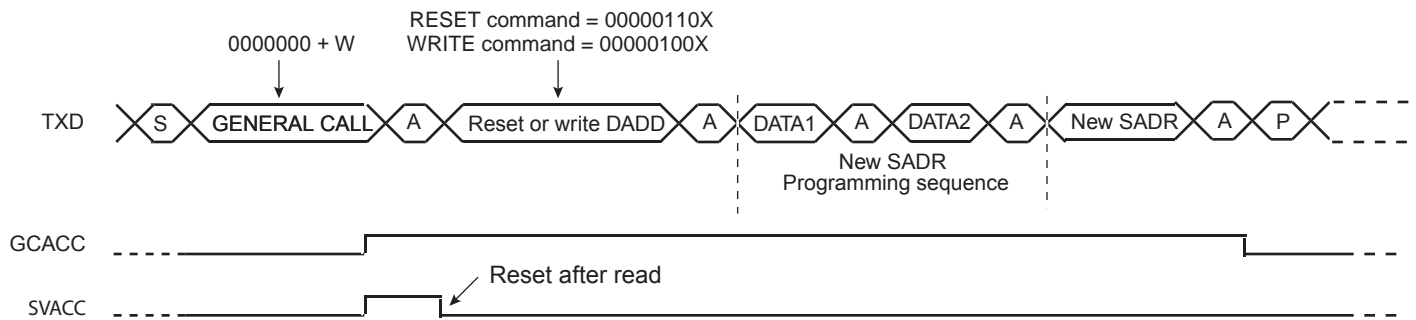 RESET command = 00000110X
0000000 + W
WRITE command = 00000100X
TXD
S
GENERAL CALL
A
Reset or write DADD
A
DATA1
A
DATA2
A
New SADR
A
P
New SADR
Programming sequence
GCACC
Reset after read
SVACC